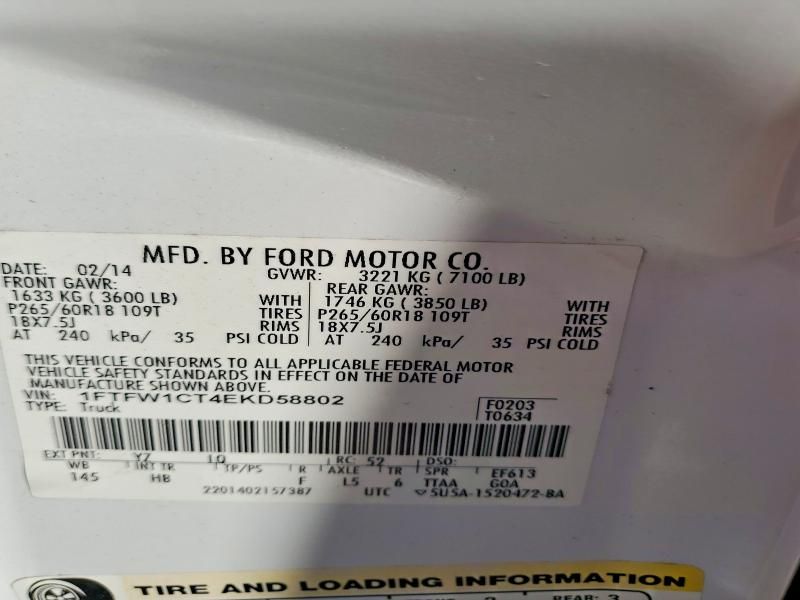 MFD. BY FORD MOTOR CO.
DATE: 02/14 GVWR: 3221 KG ( 7100 LB)
FRONT GAWR: REAR GAWR:
1633 KG ( 3600 LB) WITH 1746 KG ( 3850 LB) WITH
P265/60R18 109T TIRES P265/60R18 109T TIRES
18X7.5J RIMS 18X7.5J RIMS
AT 240 kPa/ 35 PSI COLD AT 240 kPa/ 35 PSI COLD
THIS VEHICLE CONFORMS TO ALL APPLICABLE FEDERAL MOTOR
VEHICLE SAFETY STANDARDS IN EFFECT ON THE DATE OF
MANUFACTURE SHOWN ABOVE.
VIN: 1FTFW1CT4EKD58802 F0203
TYPE: Truck T0634
EXT PNT: YZ RC: 52 DSO:
WB INT TR TP/PS R AXLE TR SPR EF613
145 HB F L5 6 TTAA GOA
2201402157387 UTC ▽5U5A-1520472-BA
TIRE AND LOADING INFORMATION
REAR: 3